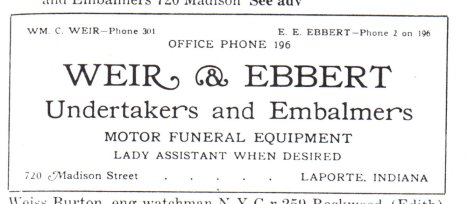 and Embalmers 720 Madison See adv
WM. C. WEIR—Phone 301 E. E. EBBERT—Phone 2 on 196
OFFICE PHONE 196
WEIR & EBBERT
Undertakers and Embalmers
MOTOR FUNERAL EQUIPMENT
LADY ASSISTANT WHEN DESIRED
720 Madison Street . . . . . LAPORTE, INDIANA
Weiss Burton, eng watchman N Y C r 259 Rockwood (Edith)